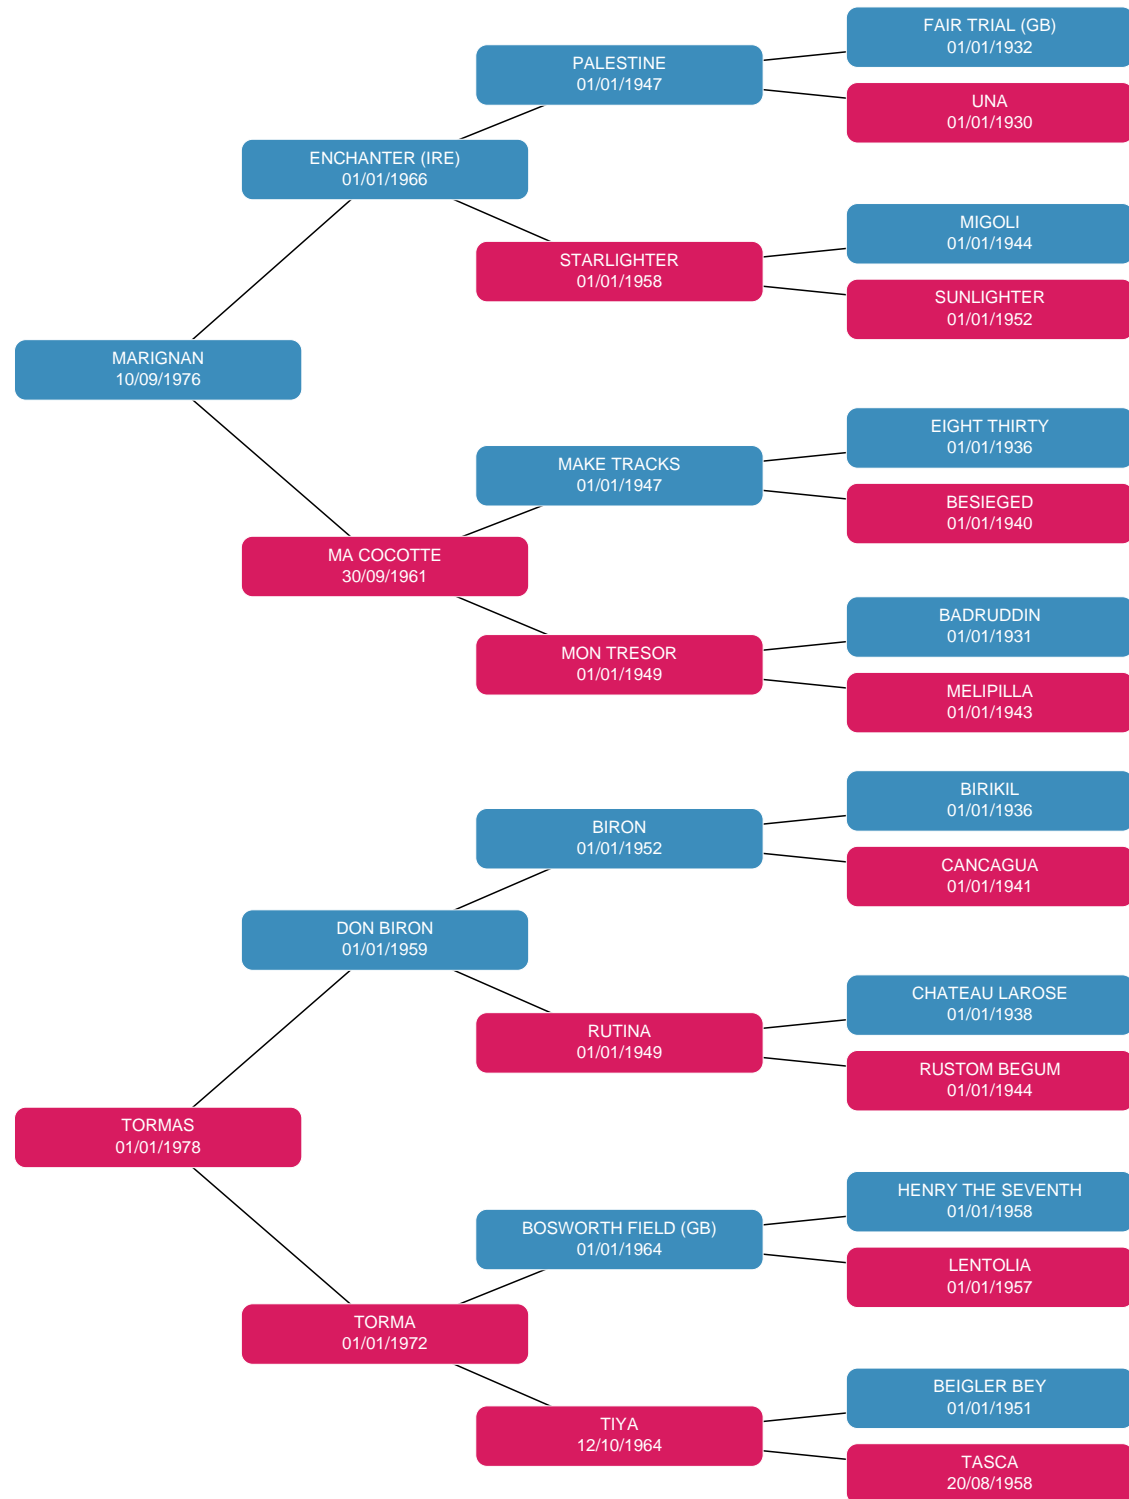 FAIR TRIAL (GB)
01/01/1932
PALESTINE
01/01/1947
UNA
01/01/1930
ENCHANTER (IRE)
01/01/1966
MIGOLI
01/01/1944
STARLIGHTER
01/01/1958
SUNLIGHTER
01/01/1952
MARIGNAN
10/09/1976
EIGHT THIRTY
01/01/1936
MAKE TRACKS
01/01/1947
BESIEGED
01/01/1940
MA COCOTTE
30/09/1961
BADRUDDIN
01/01/1931
MON TRESOR
01/01/1949
MELIPILLA
01/01/1943
BIRIKIL
01/01/1936
BIRON
01/01/1952
CANCAGUA
01/01/1941
DON BIRON
01/01/1959
CHATEAU LAROSE
01/01/1938
RUTINA
01/01/1949
RUSTOM BEGUM
01/01/1944
TORMAS
01/01/1978
HENRY THE SEVENTH
01/01/1958
BOSWORTH FIELD (GB)
01/01/1964
LENTOLIA
01/01/1957
TORMA
01/01/1972
BEIGLER BEY
01/01/1951
TIYA
12/10/1964
TASCA
20/08/1958